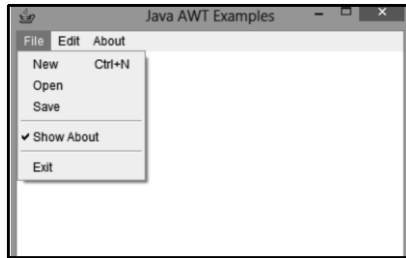 Java AWT Examples
File Edit About
New Ctrl+N
Open
Save
✔ Show About
Exit